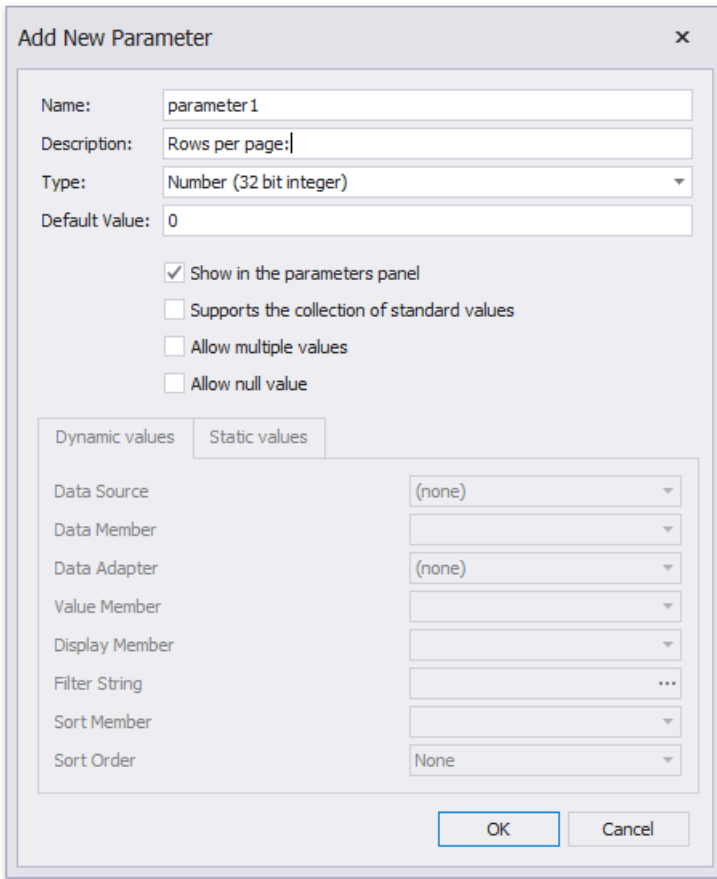 Add New Parameter
Name: parameter1
Description: Rows per page:
Type: Number (32 bit integer)
Default Value: 0
Show in the parameters panel
Supports the collection of standard values
Allow multiple values
Allow null value
Dynamic values Static values
Data Source (none)
Data Member
Data Adapter (none)
Value Member
Display Member
Filter String ...
Sort Member
Sort Order None
OK Cancel